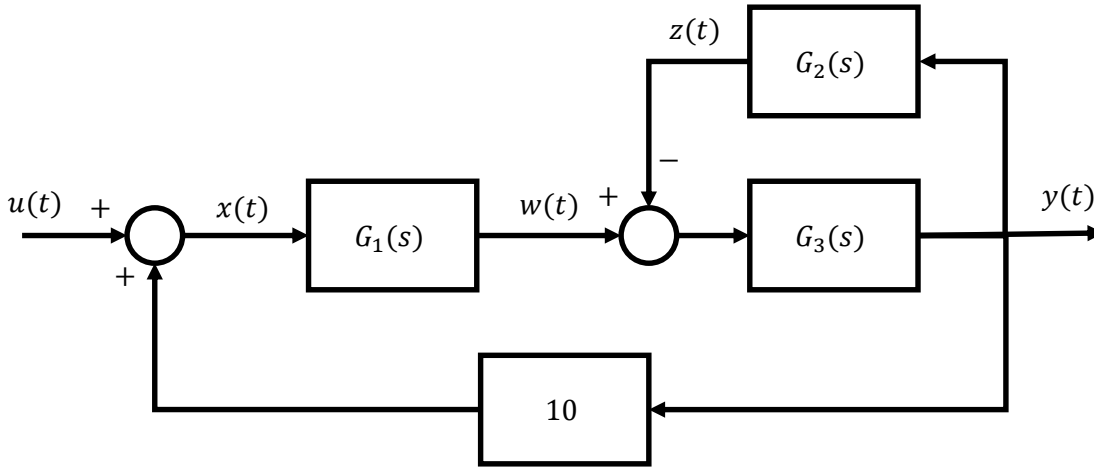 z(t)
G₂(s)
−
u(t)
+
x(t)
G₁(s)
w(t)
+
G₃(s)
y(t)
+
10